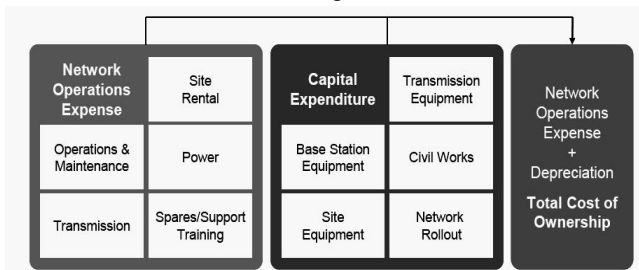 Network
Operations
Expense
Site
Rental
Operations &
Maintenance
Power
Transmission
Spares/Support
Training
Capital
Expenditure
Transmission
Equipment
Base Station
Equipment
Civil Works
Site
Equipment
Network
Rollout
Network
Operations
Expense
+
Depreciation
Total Cost of
Ownership